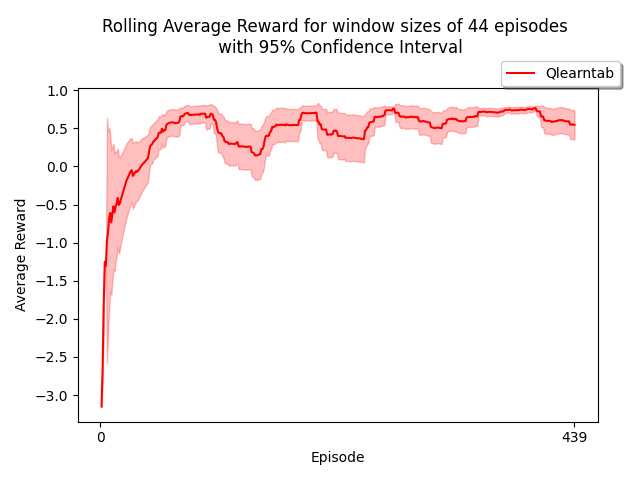 Rolling Average Reward for window sizes of 44 episodes
with 95% Confidence Interval
Qlearntab
1.0
0.5
0.0
−0.5
−1.0
−1.5
−2.0
−2.5
−3.0
Average Reward
0
439
Episode